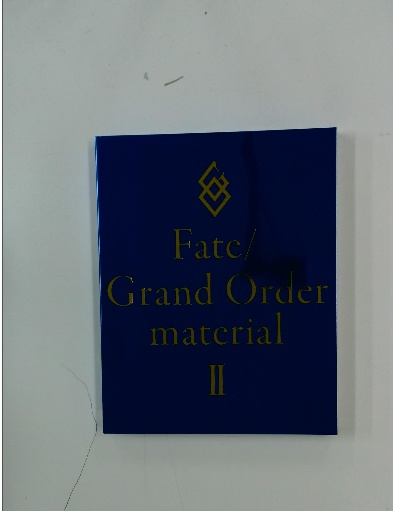 Fate/
Grand Order
material
II